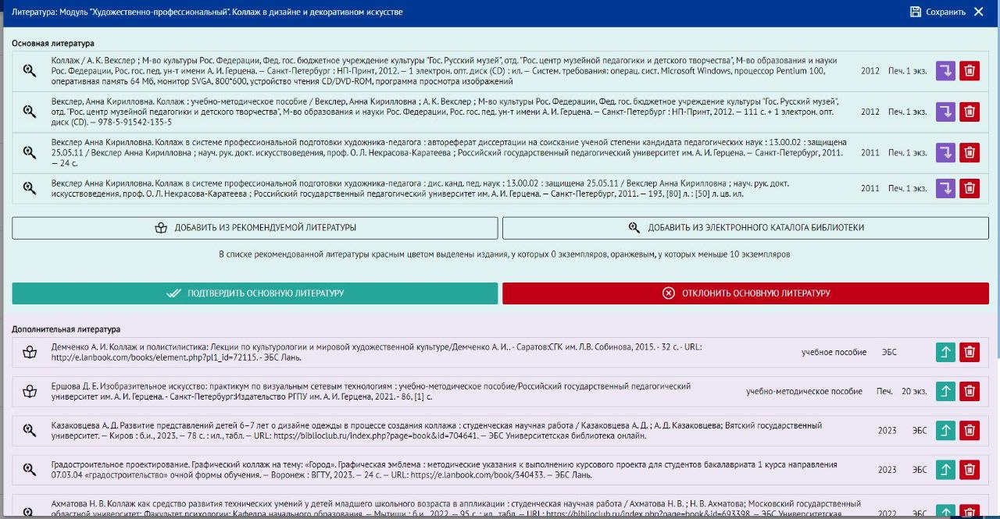 Литература: Модуль "Художественно-профессиональный". Коллаж в дизайне и декоративном искусстве
Сохранить
Основная литература
Коллаж / А. К. Векслер ; М-во культуры Рос. Федерации, Фед. гос. бюджетное учреждение культуры "Гос. Русский музей", отд. "Рос. центр музейной педагогики и детского творчества", М-во образования и науки
Рос. Федерации, Рос. гос. пед. ун-т имени А. И. Герцена. — Санкт-Петербург : НП-Принт, 2012. — 1 электрон. опт. диск (CD) : ил. — Систем. требования: операц. сист. Microsoft Windows, процессор Pentium 100,
оперативная память 64 Мб, монитор SVGA, 800*600, устройство чтения CD/DVD-ROM, программа просмотра изображений
2012 Печ. 1 экз.
Векслер, Анна Кирилловна. Коллаж : учебно-методическое пособие / Векслер, Анна Кирилловна ; А. К. Векслер ; М-во культуры Рос. Федерации, Фед. гос. бюджетное учреждение культуры "Гос. Русский музей",
отд. "Рос. центр музейной педагогики и детского творчества", М-во образования и науки Рос. Федерации, Рос. гос. пед. ун-т имени А. И. Герцена. — Санкт-Петербург : НП-Принт, 2012. — 111 с. + 1 электрон. опт.
диск (CD). — 978-5-91542-135-5
2012 Печ. 1 экз.
Векслер Анна Кирилловна. Коллаж в системе профессиональной подготовки художника-педагога : автореферат диссертации на соискание ученой степени кандидата педагогических наук : 13.00.02 : защищена
25.05.11 / Векслер Анна Кирилловна ; науч. рук. докт. искусствоведения, проф. О. Л. Некрасова-Каратеева ; Российский государственный педагогический университет им. А. И. Герцена. — Санкт-Петербург, 2011.
— 24 с.
2011 Печ. 1 экз.
Векслер Анна Кирилловна. Коллаж в системе профессиональной подготовки художника-педагога : дис. канд. пед. наук : 13.00.02 : защищена 25.05.11 / Векслер Анна Кирилловна ; науч. рук. докт.
искусствоведения, проф. О. Л. Некрасова-Каратеева ; Российский государственный педагогический университет им. А. И. Герцена. — Санкт-Петербург, 2011. — 193, [80] л. : [50] л. цв. ил.
2011 Печ. 1 экз.
ДОБАВИТЬ ИЗ РЕКОМЕНДУЕМОЙ ЛИТЕРАТУРЫ
ДОБАВИТЬ ИЗ ЭЛЕКТРОННОГО КАТАЛОГА БИБЛИОТЕКИ
В списке рекомендованной литературы красным цветом выделены издания, у которых 0 экземпляров, оранжевым, у которых меньше 10 экземпляров
ПОДТВЕРДИТЬ ОСНОВНУЮ ЛИТЕРАТУРУ
ОТКЛОНИТЬ ОСНОВНУЮ ЛИТЕРАТУРУ
Дополнительная литература
Демченко А. И. Коллаж и полистилистика: Лекции по культурологии и мировой художественной культуре/Демченко А. И.. - Саратов:СГК им. Л.В. Собинова, 2015. - 32 с. - URL:
http://e.lanbook.com/books/element.php?pl1_id=72115. - ЭБС Лань.
учебное пособие ЭБС
Ершова Д. Е. Изобразительное искусство: практикум по визуальным сетевым технологиям : учебно-методическое пособие/Российский государственный педагогический
университет им. А. И. Герцена. - Санкт-Петербург:Издательство РГПУ им. А. И. Герцена, 2021. - 86, [1] с.
учебно-методическое пособие Печ. 20 экз.
Казаковцева А. Д. Развитие представлений детей 6–7 лет о дизайне одежды в процессе создания коллажа : студенческая научная работа / Казаковцева А. Д. ; А. Д. Казаковцева; Вятский государственный
университет. — Киров : б.и., 2023. — 78 с. : ил., табл. — URL: https://biblioclub.ru/index.php?page=book&id=704641. — ЭБС Университетская библиотека онлайн.
2023 ЭБС
Градостроительное проектирование. Графический коллаж на тему: «Город». Графическая эмблема : методические указания к выполнению курсового проекта для студентов бакалавриата 1 курса направления
07.03.04 «градостроительство» очной формы обучения. — Воронеж : ВГТУ, 2023. — 24 с. — URL: https://e.lanbook.com/book/340433. — ЭБС Лань.
2023 ЭБС
Ахматова Н. В. Коллаж как средство развития технических умений у детей младшего школьного возраста в аппликации : студенческая научная работа / Ахматова Н. В. ; Н. В. Ахматова; Московский государственный
областной университет; Факультет психологии; Кафедра начального образования. — Мытищи : б.и., 2022. — 95 с. : ил., табл. — URL: https://biblioclub.ru/index.php?page=book&id=693398. — ЭБС Университетская
2022 ЭБС